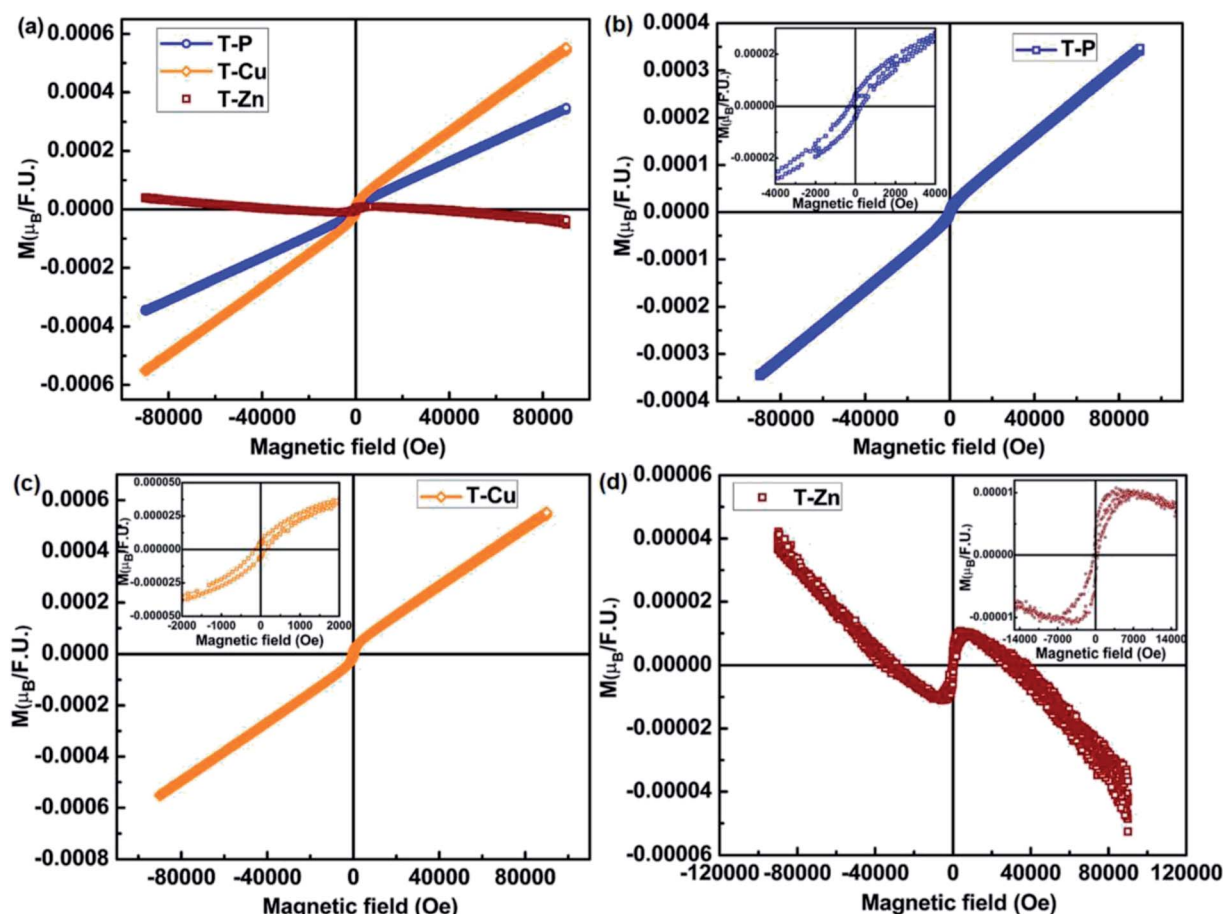 (a)
T-P
T-Cu
T-Zn
M(μB/F.U.)
0.0006
0.0004
0.0002
0.0000
-0.0002
-0.0004
-0.0006
-80000 -40000 0 40000 80000
Magnetic field (Oe)
(b)
T-P
M(μB/F.U.)
0.0004
0.0003
0.0002
0.0001
0.0000
-0.0001
-0.0002
-0.0003
-0.0004
-80000 -40000 0 40000 80000
Magnetic field (Oe)
M(μB/F.U.)
0.00002
0.00000
-0.00002
-4000 -2000 0 2000 4000
Magnetic field (Oe)
(c)
T-Cu
M(μB/F.U.)
0.0006
0.0004
0.0002
0.0000
-0.0002
-0.0004
-0.0006
-0.0008
-80000 -40000 0 40000 80000
Magnetic field (Oe)
M(μB/F.U.)
0.000050
0.000025
0.000000
-0.000025
-0.000050
-2000 -1000 0 1000 2000
Magnetic field (Oe)
(d)
T-Zn
M(μB/F.U.)
0.00006
0.00004
0.00002
0.00000
-0.00002
-0.00004
-0.00006
-120000 -80000 -40000 0 40000 80000 120000
Magnetic field (Oe)
M(μB/F.U.)
0.00001
0.00000
-0.00001
-14000 -7000 0 7000 14000
Magnetic field (Oe)